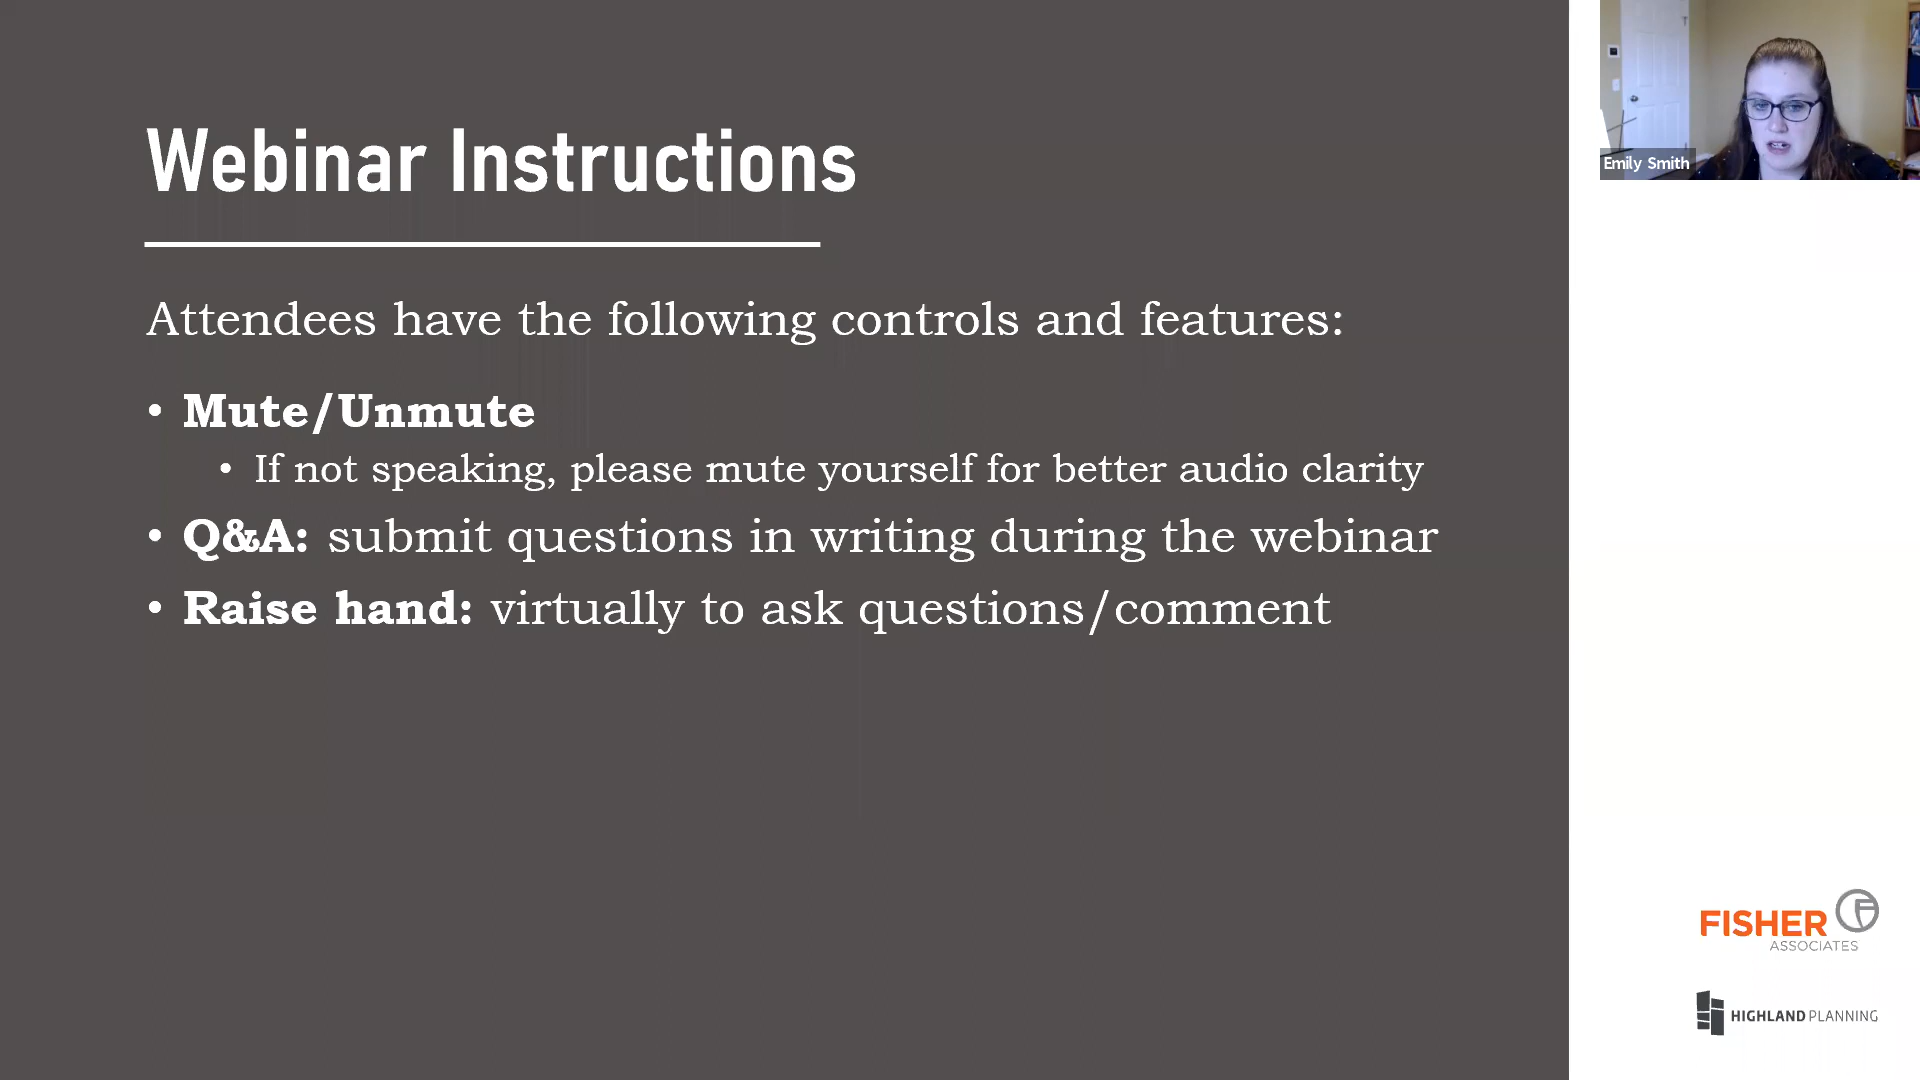 Webinar Instructions
Attendees have the following controls and features:
• Mute/Unmute
• If not speaking, please mute yourself for better audio clarity
• Q&A: submit questions in writing during the webinar
• Raise hand: virtually to ask questions/comment
Emily Smith
FISHER
ASSOCIATES
HIGHLAND PLANNING